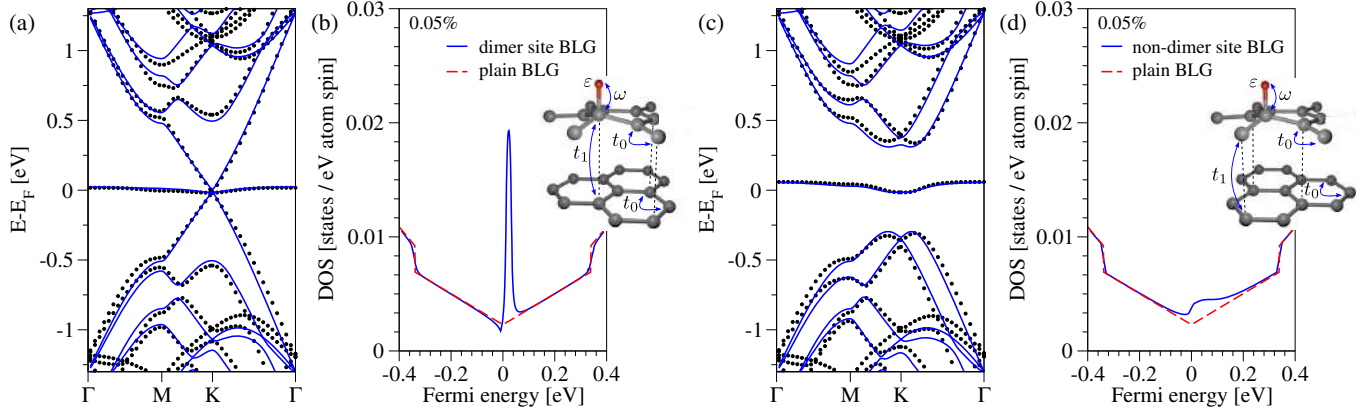 (a)
E-E_F [eV]
1
0.5
0
-0.5
-1
Γ
M
K
Γ
(b)
DOS [states / eV atom spin]
0.03
0.02
0.01
0
0.05%
dimer site BLG
plain BLG
ε
ω
t_0
t_1
t_0
-0.4
-0.2
0
0.2
0.4
Fermi energy [eV]
(c)
E-E_F [eV]
1
0.5
0
-0.5
-1
Γ
M
K
Γ
(d)
DOS [states / eV atom spin]
0.03
0.02
0.01
0
0.05%
non-dimer site BLG
plain BLG
ε
ω
t_0
t_1
t_0
-0.4
-0.2
0
0.2
0.4
Fermi energy [eV]